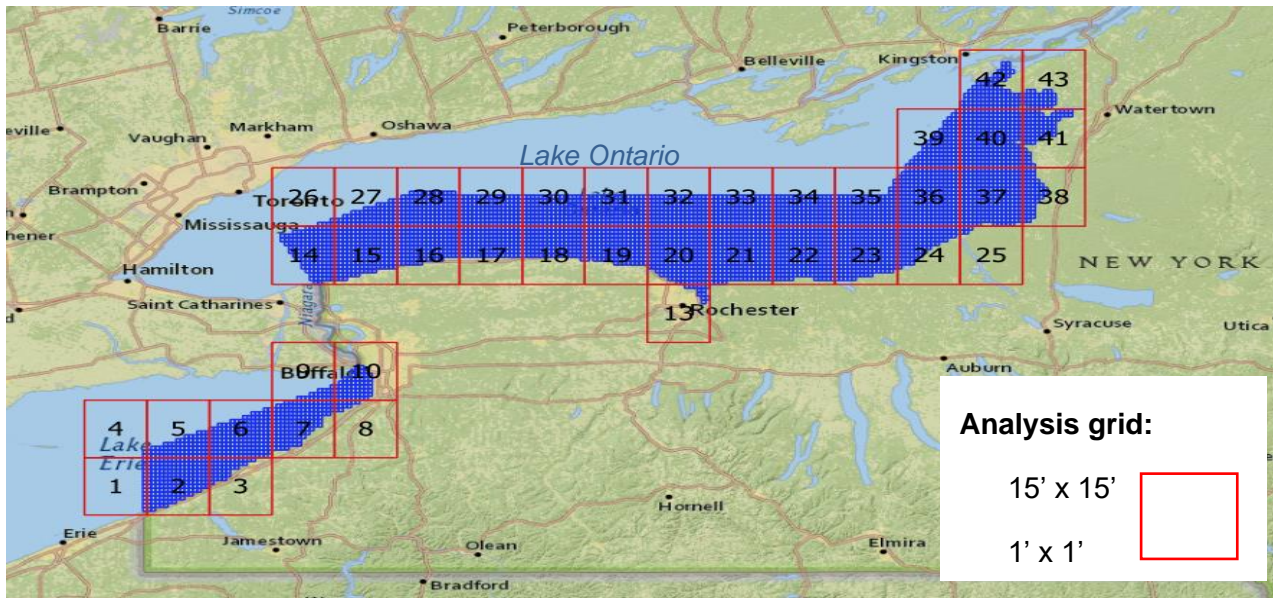 Simcoe
Barrie
Peterborough
Belleville
Kingston
42
43
Watertown
eville
Vaughan
Markham
Oshawa
39
40
41
Lake Ontario
Brampton
Toronto
Mississauga
26
27
28
29
30
31
32
33
34
35
36
37
38
hener
14
15
16
17
18
19
20
21
22
23
24
25
NEW YORK
Hamilton
Saint Catharines
Niagara
13
Rochester
Syracuse
Utica
Buffalo
9
10
Auburn
4
5
6
7
8
Lake
Erie
1
2
3
Hornell
Erie
Jamestown
Olean
Elmira
Bradford
Analysis grid:
15’ x 15’
1’ x 1’